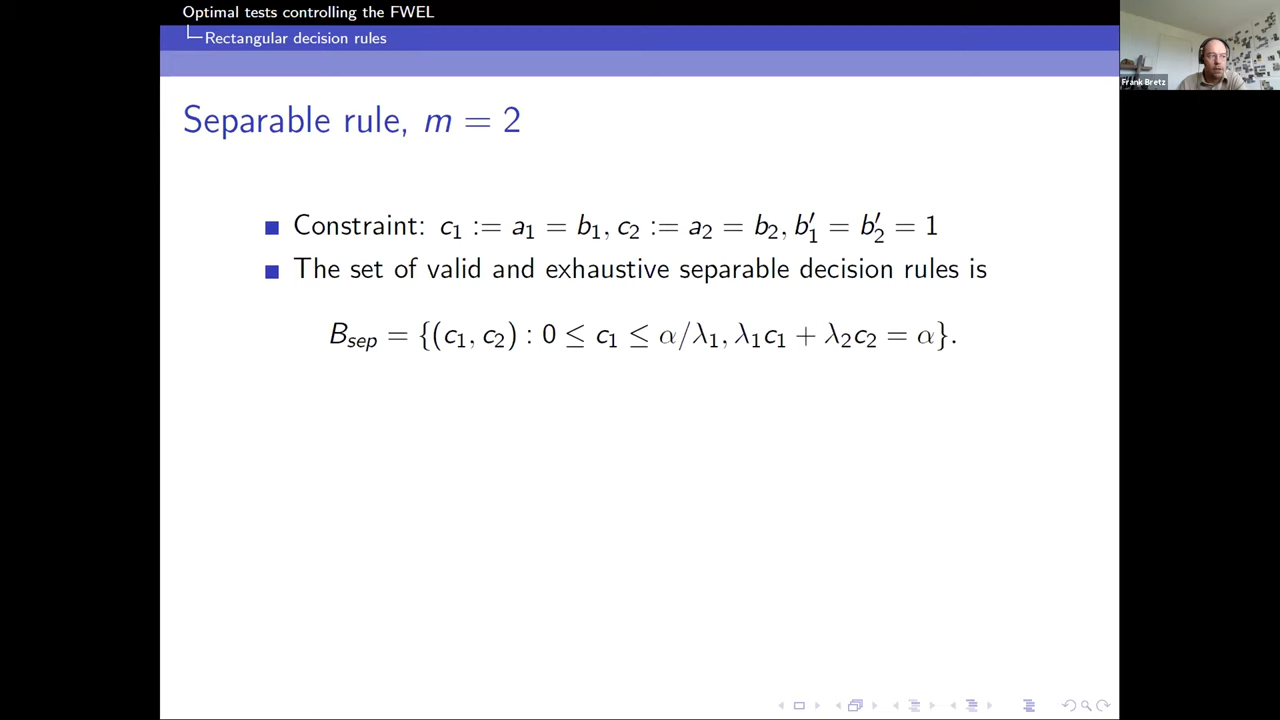 Optimal tests controlling the FWEL
Rectangular decision rules
Frank Bretz
Separable rule, m = 2
Constraint: c₁ := a₁ = b₁, c₂ := a₂ = b₂, b′₁ = b′₂ = 1
The set of valid and exhaustive separable decision rules is
B_sep = {(c₁, c₂) : 0 ≤ c₁ ≤ α/λ₁, λ₁c₁ + λ₂c₂ = α}.